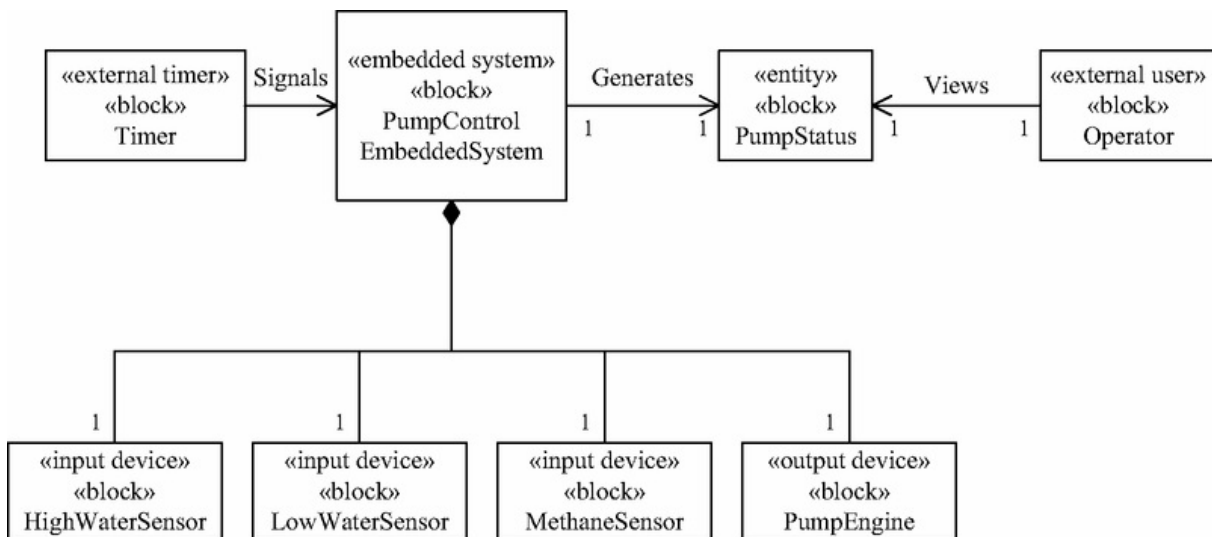 «external timer»
«block»
Timer
Signals
«embedded system»
«block»
PumpControl
EmbeddedSystem
Generates
1
1
«entity»
«block»
PumpStatus
Views
1
1
«external user»
«block»
Operator
1
«input device»
«block»
HighWaterSensor
1
«input device»
«block»
LowWaterSensor
1
«input device»
«block»
MethaneSensor
1
«output device»
«block»
PumpEngine